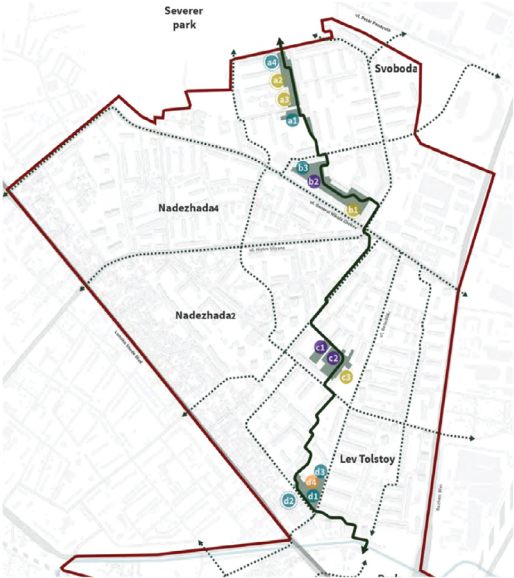 Severer
park
Svoboda
a4
a2
a3
a1
b3
b2
b1
Nadezhada4
Nadezhada2
c1
c2
c3
Lev Tolstoy
d3
d4
d2
d1